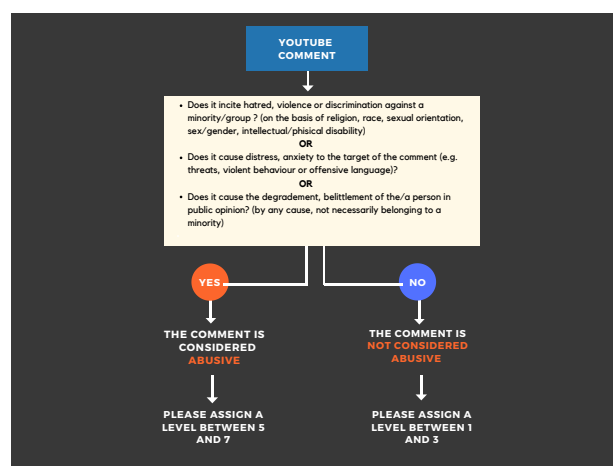 YOUTUBE
COMMENT
• Does it incite hatred, violence or discrimination against a
minority/group ? (on the basis of religion, race, sexual orientation,
sex/gender, intellectual/phisical disability)
OR
• Does it cause distress, anxiety to the target of the comment (e.g.
threats, violent behaviour or offensive language)?
OR
• Does it cause the degradement, belittlement of the/a person in
public opinion? (by any cause, not necessarily belonging to a
minority)
YES
THE COMMENT IS
CONSIDERED
ABUSIVE
PLEASE ASSIGN A
LEVEL BETWEEN 5
AND 7
NO
THE COMMENT IS
NOT CONSIDERED
ABUSIVE
PLEASE ASSIGN A
LEVEL BETWEEN 1
AND 3